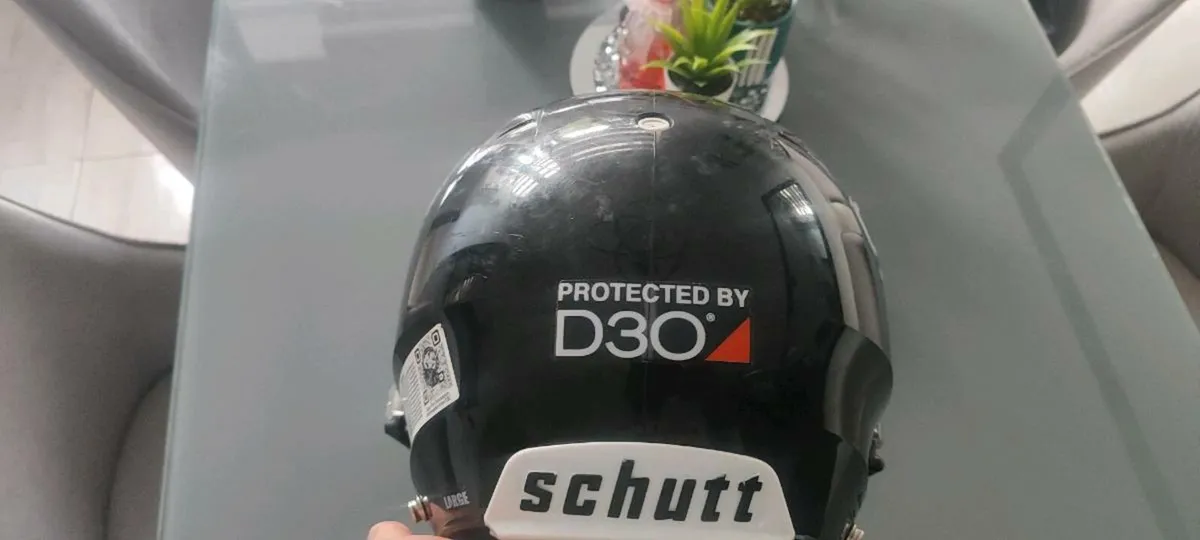 PROTECTED BY
D3O®
LARGE
schutt